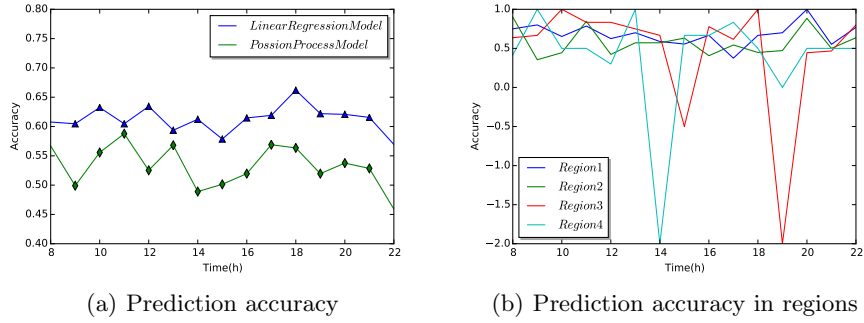 0.80
0.75
0.70
0.65
0.60
0.55
0.50
0.45
0.40
Accuracy
LinearRegressionModel
PossionProcessModel
8 10 12 14 16 18 20 22
Time(h)
(a) Prediction accuracy
1.0
0.5
0.0
−0.5
−1.0
−1.5
−2.0
Accuracy
Region1
Region2
Region3
Region4
8 10 12 14 16 18 20 22
Time(h)
(b) Prediction accuracy in regions